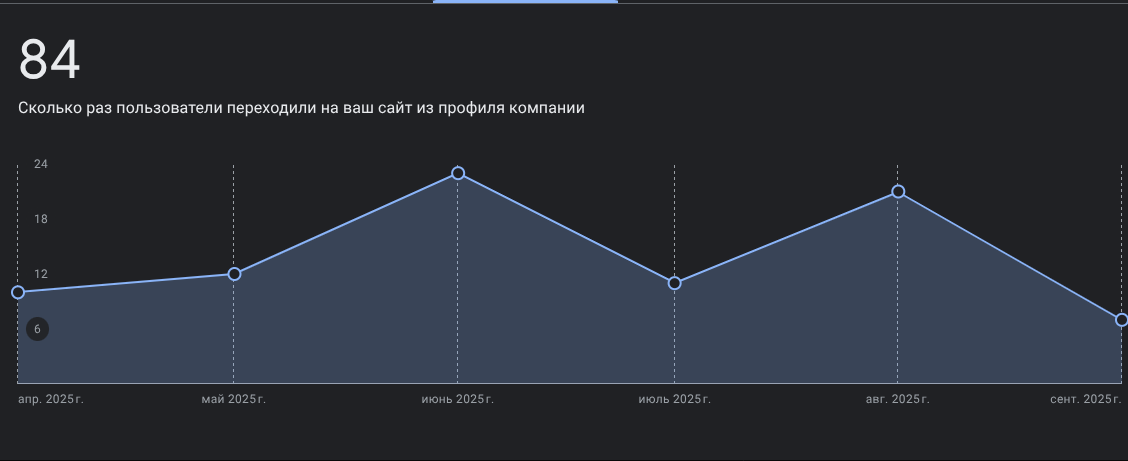 84
Сколько раз пользователи переходили на ваш сайт из профиля компании
24
18
12
6
апр. 2025 г. май 2025 г. июнь 2025 г. июль 2025 г. авг. 2025 г. сент. 2025 г.